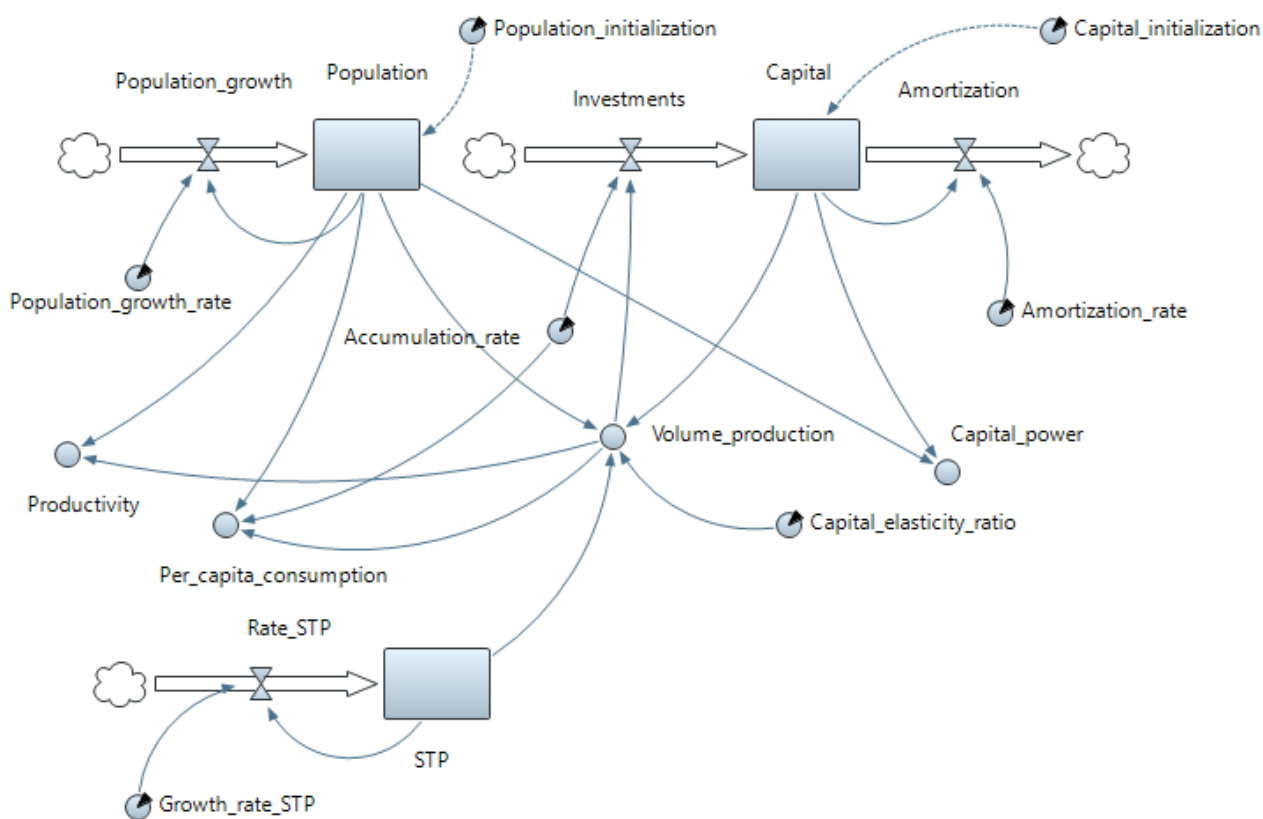 Population_initialization
Capital_initialization
Population_growth
Population
Capital
Investments
Amortization
Population_growth_rate
Accumulation_rate
Amortization_rate
Volume_production
Capital_power
Productivity
Capital_elasticity_ratio
Per_capita_consumption
Rate_STP
STP
Growth_rate_STP